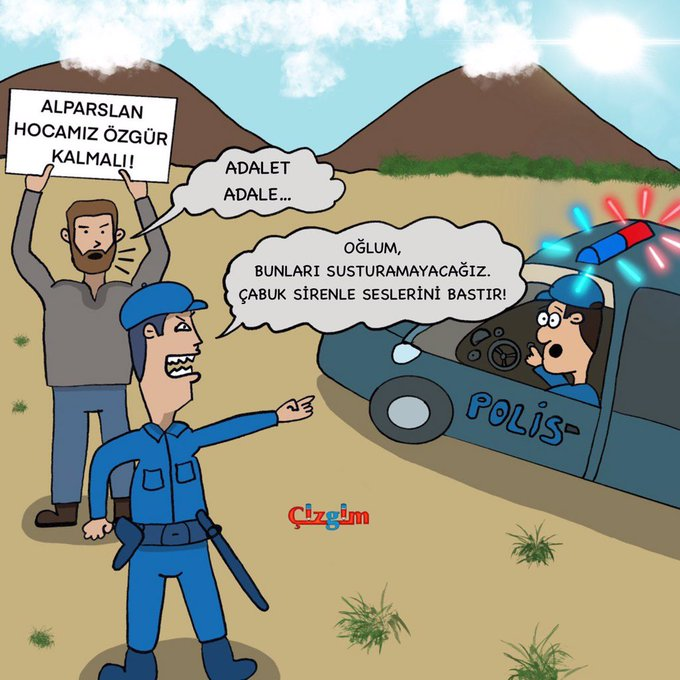 ALPARSLAN
HOCAMIZ ÖZGÜR
KALMALI!
ADALET
ADALE...
OĞLUM,
BUNLARI SUSTURAMAYACAĞIZ.
ÇABUK SİRENLE SESLERİNİ BASTIR!
POLİS
Çizgim